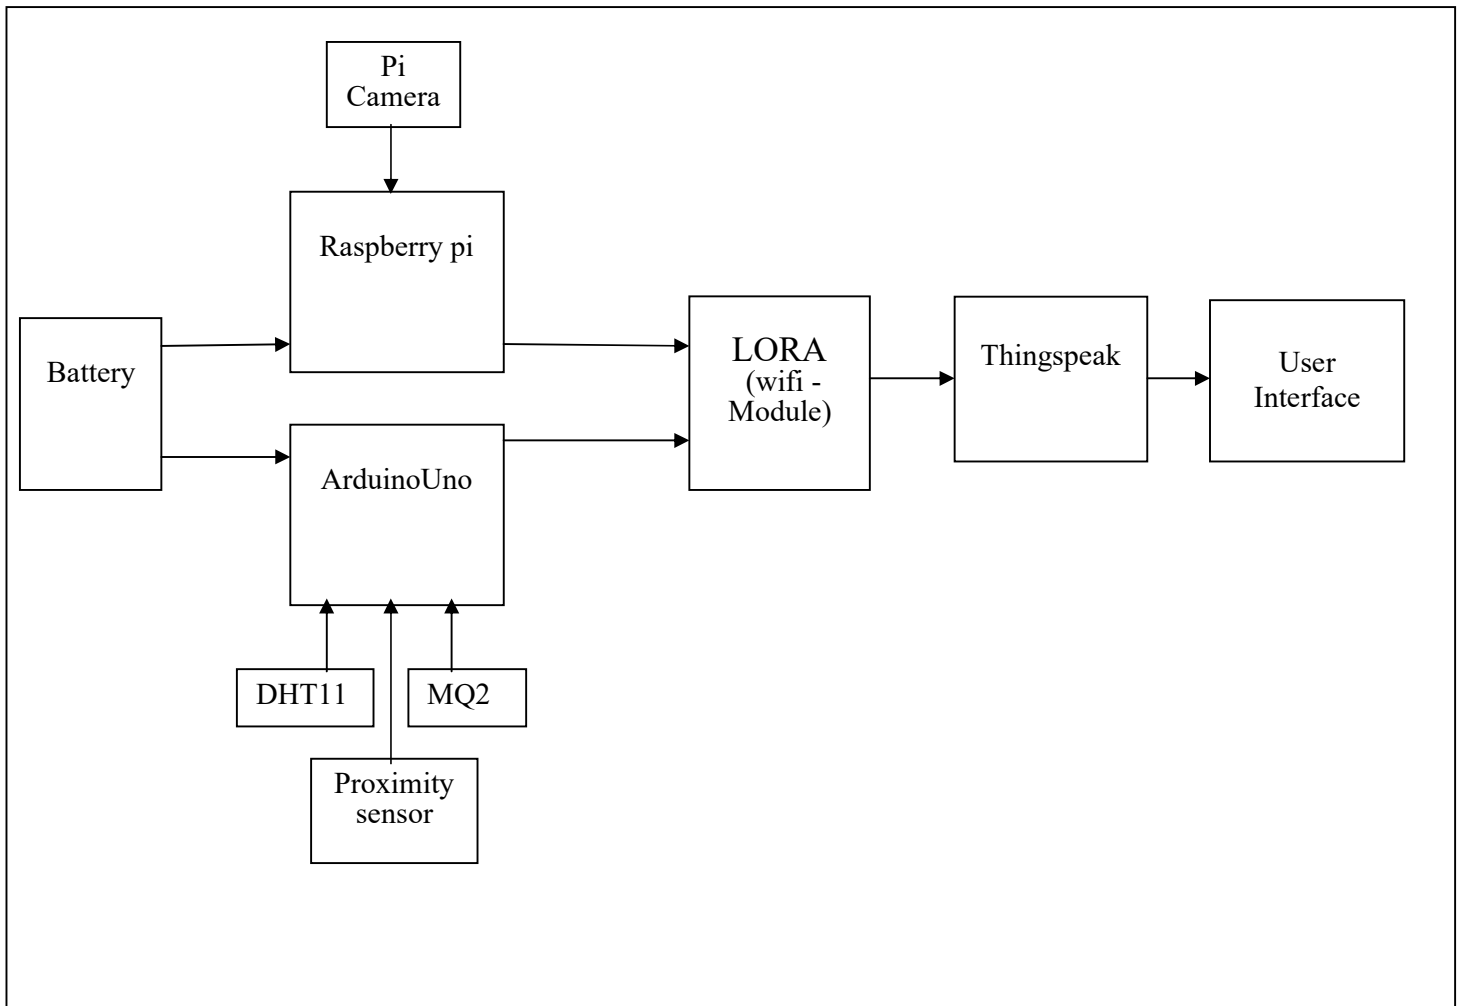 Pi
Camera
Raspberry pi
Battery
ArduinoUno
LORA
(wifi -
Module)
Thingspeak
User
Interface
DHT11
MQ2
Proximity
sensor